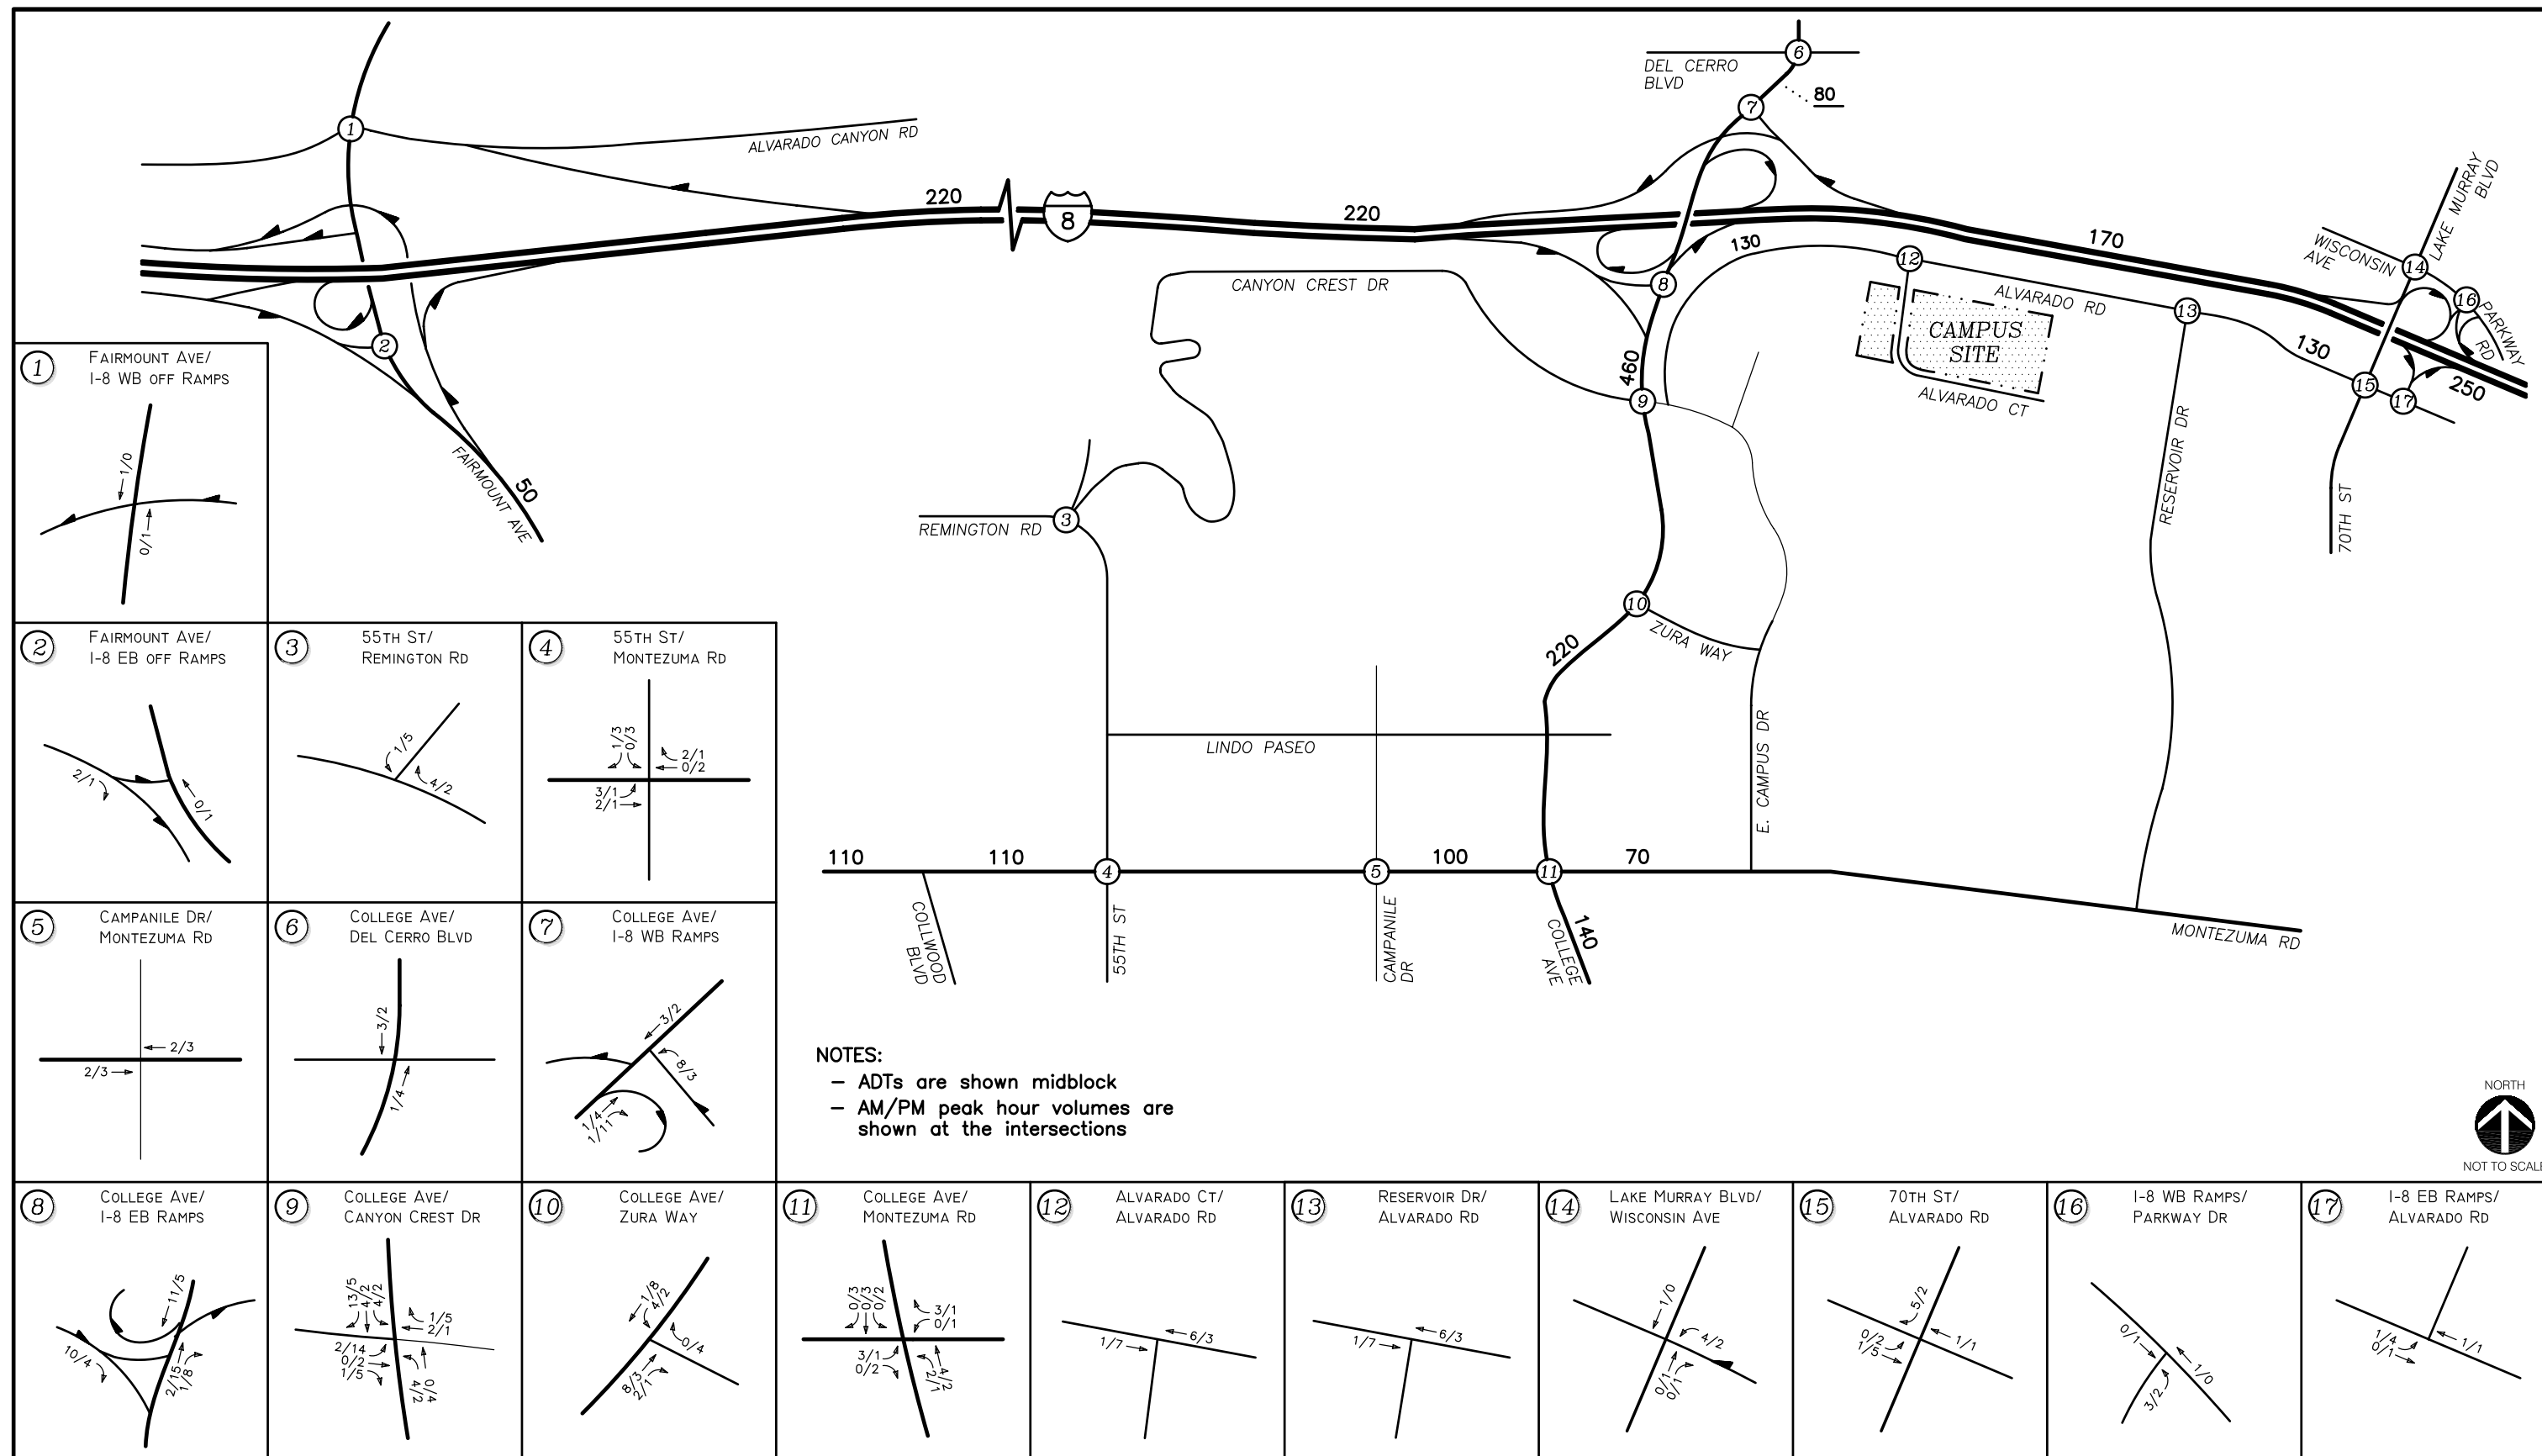 6
DEL CERRO
BLVD
80
7
1
ALVARADO CANYON RD
220
8
220
130
12
170
WISCONSIN
AVE
14
LAKE MURRAY
BLVD
16
PARKWAY
RD
CANYON CREST DR
8
ALVARADO RD
13
CAMPUS
SITE
2
460
9
ALVARADO CT
130
15
17
250
FAIRMOUNT AVE
50
REMINGTON RD
3
RESERVOIR DR
70TH ST
10
ZURA WAY
220
LINDO PASEO
E. CAMPUS DR
110
110
4
5
100
11
70
COLLWOOD
BLVD
55TH ST
CAMPANILE
DR
COLLEGE
AVE
140
MONTEZUMA RD
NOTES:
– ADTs are shown midblock
– AM/PM peak hour volumes are
shown at the intersections
NORTH
NOT TO SCALE
1
FAIRMOUNT AVE/
I-8 WB OFF RAMPS
1/0
0/1
2
FAIRMOUNT AVE/
I-8 EB OFF RAMPS
2/1
0/1
3
55TH ST/
REMINGTON RD
1/5
4/2
4
55TH ST/
MONTEZUMA RD
1/3
0/3
2/1
0/2
3/1
2/1
5
CAMPANILE DR/
MONTEZUMA RD
2/3
2/3
6
COLLEGE AVE/
DEL CERRO BLVD
3/2
1/4
7
COLLEGE AVE/
I-8 WB RAMPS
3/2
8/3
1/4
1/11
8
COLLEGE AVE/
I-8 EB RAMPS
11/5
10/4
2/15
1/8
9
COLLEGE AVE/
CANYON CREST DR
13/5
4/2
4/2
1/5
2/1
2/14
0/2
1/5
4/2
0/4
10
COLLEGE AVE/
ZURA WAY
1/8
4/2
0/4
8/3
2/1
11
COLLEGE AVE/
MONTEZUMA RD
0/3
0/3
0/2
3/1
0/1
3/1
0/2
2/1
4/2
12
ALVARADO CT/
ALVARADO RD
1/7
6/3
13
RESERVOIR DR/
ALVARADO RD
1/7
6/3
14
LAKE MURRAY BLVD/
WISCONSIN AVE
1/0
4/2
0/1
0/1
15
70TH ST/
ALVARADO RD
5/2
0/2
1/5
1/1
16
I-8 WB RAMPS/
PARKWAY DR
0/1
1/0
3/2
17
I-8 EB RAMPS/
ALVARADO RD
1/4
0/1
1/1